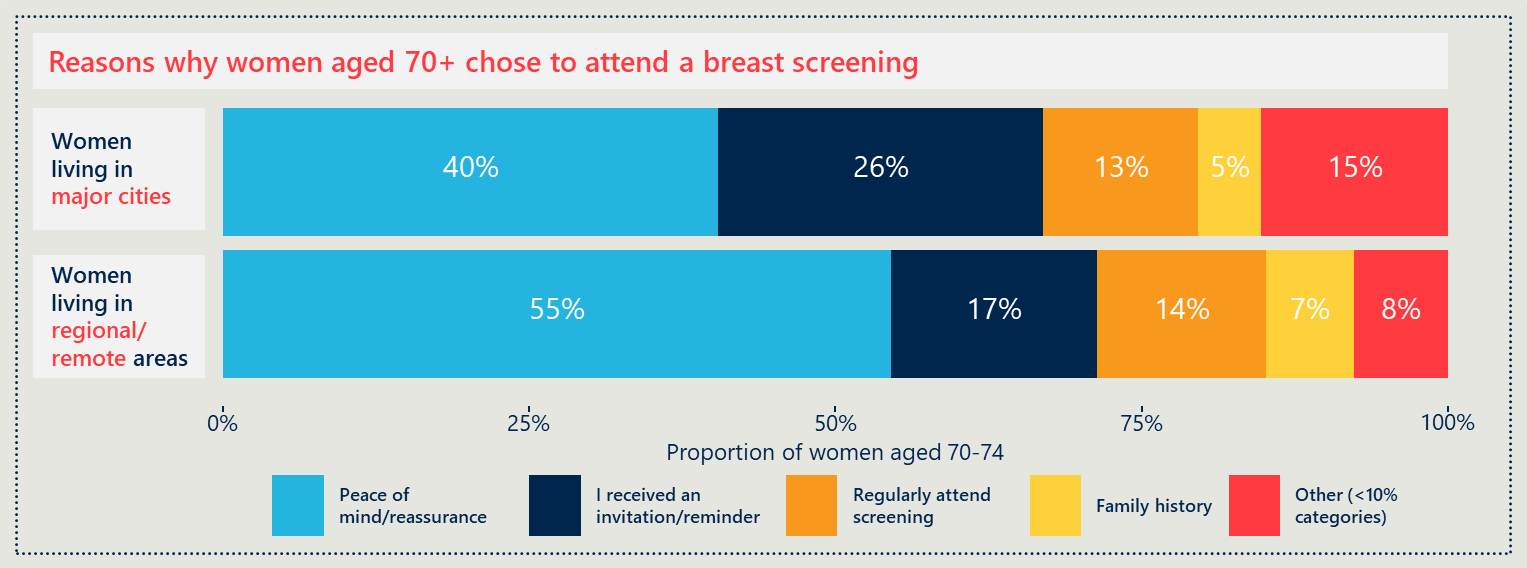 Reasons why women aged 70+ chose to attend a breast screening
Women
living in
major cities
40%
26%
13%
5%
15%
Women
living in
regional/
remote areas
55%
17%
14%
7%
8%
0%
25%
50%
75%
100%
Proportion of women aged 70-74
Peace of
mind/reassurance
I received an
invitation/reminder
Regularly attend
screening
Family history
Other (<10%
categories)